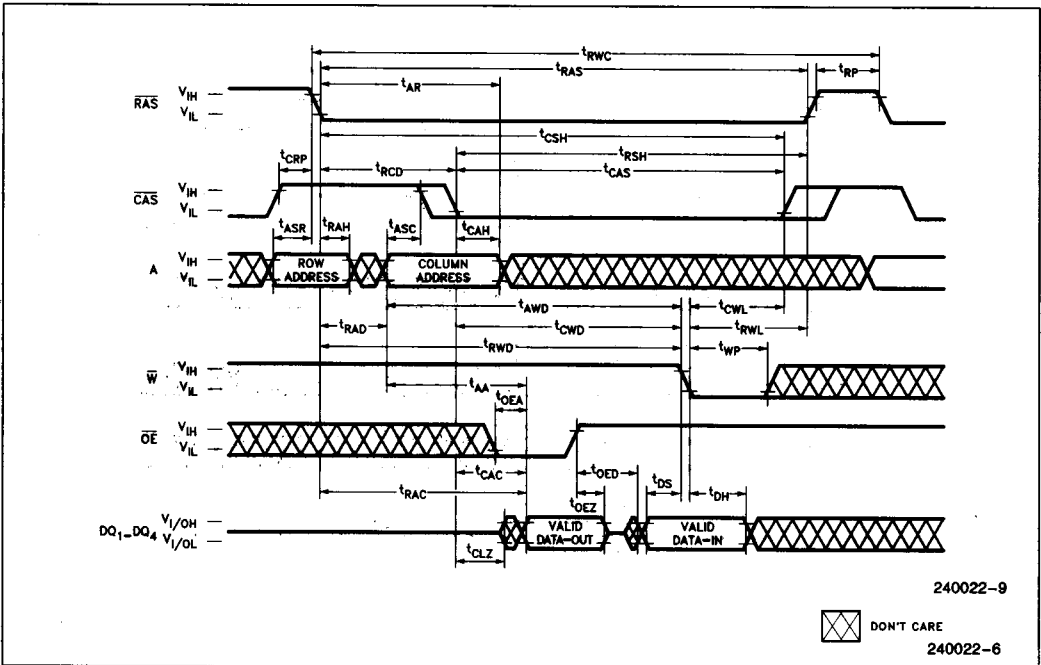 tRWC
tRAS
tRP
tAR
RAS
VIH
VIL
tCSH
tRSH
tCRP
tRCD
tCAS
CAS
VIH
VIL
tASR
tRAH
tASC
tCAH
A
VIH
VIL
ROW
ADDRESS
COLUMN
ADDRESS
tAWD
tCWL
tRAD
tCWD
tRWL
tRWD
tWP
W
VIH
VIL
tAA
tOEA
OE
VIH
VIL
tCAC
tOED
tRAC
tDS
tDH
tOEZ
DQ1-DQ4
VI/OH
VI/OL
VALID
DATA-OUT
VALID
DATA-IN
tCLZ
240022-9
DON'T CARE
240022-6